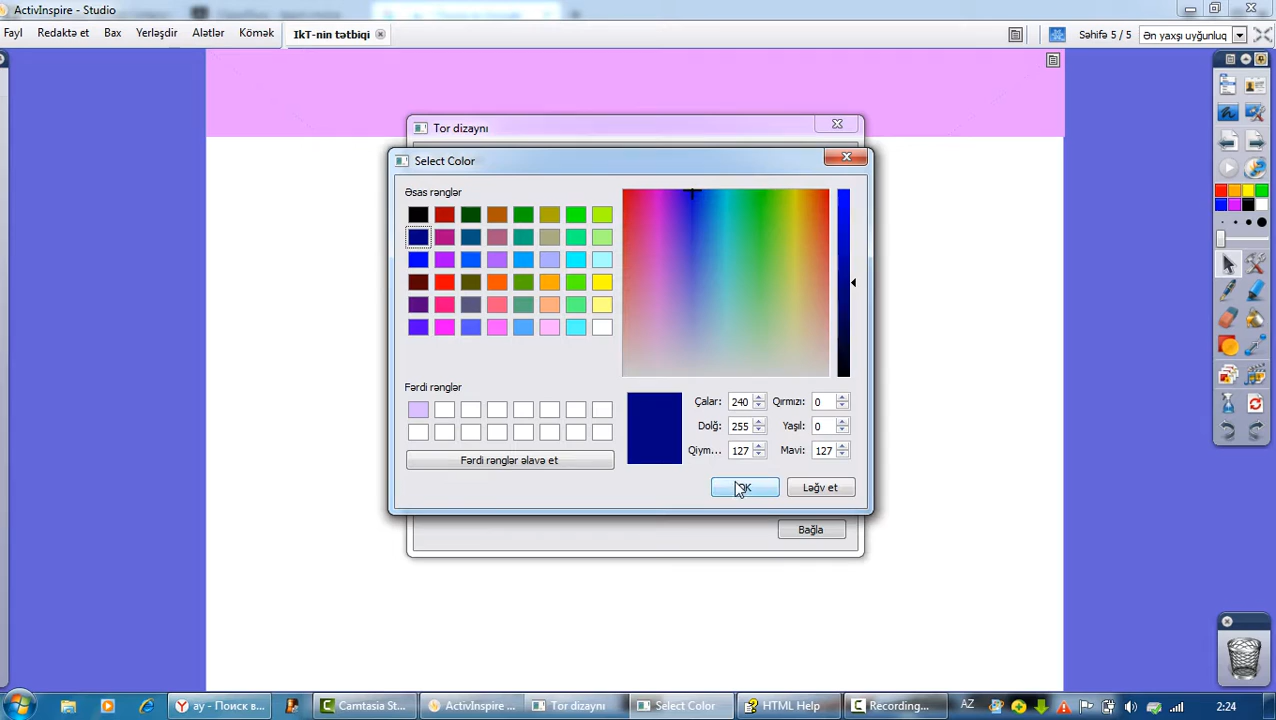 ActivInspire - Studio
Fayl Redaktə et Bax Yerləşdir Alətlər Kömək
İkT-nin tətbiqi
Səhifə 5 / 5 Ən yaxşı uyğunluq
Tor dizaynı
Select Color
Əsas rənglər
Fərdi rənglər
Çalar: 240 Qırmızı: 0
Dolğ: 255 Yaşıl: 0
Qiym... 127 Mavi: 127
Fərdi rənglər əlavə et
OK Ləğv et
Bağla
ay - Поиск в... Camtasia St... ActivInspire ... Tor dizaynı Select Color HTML Help Recording... AZ 2:24